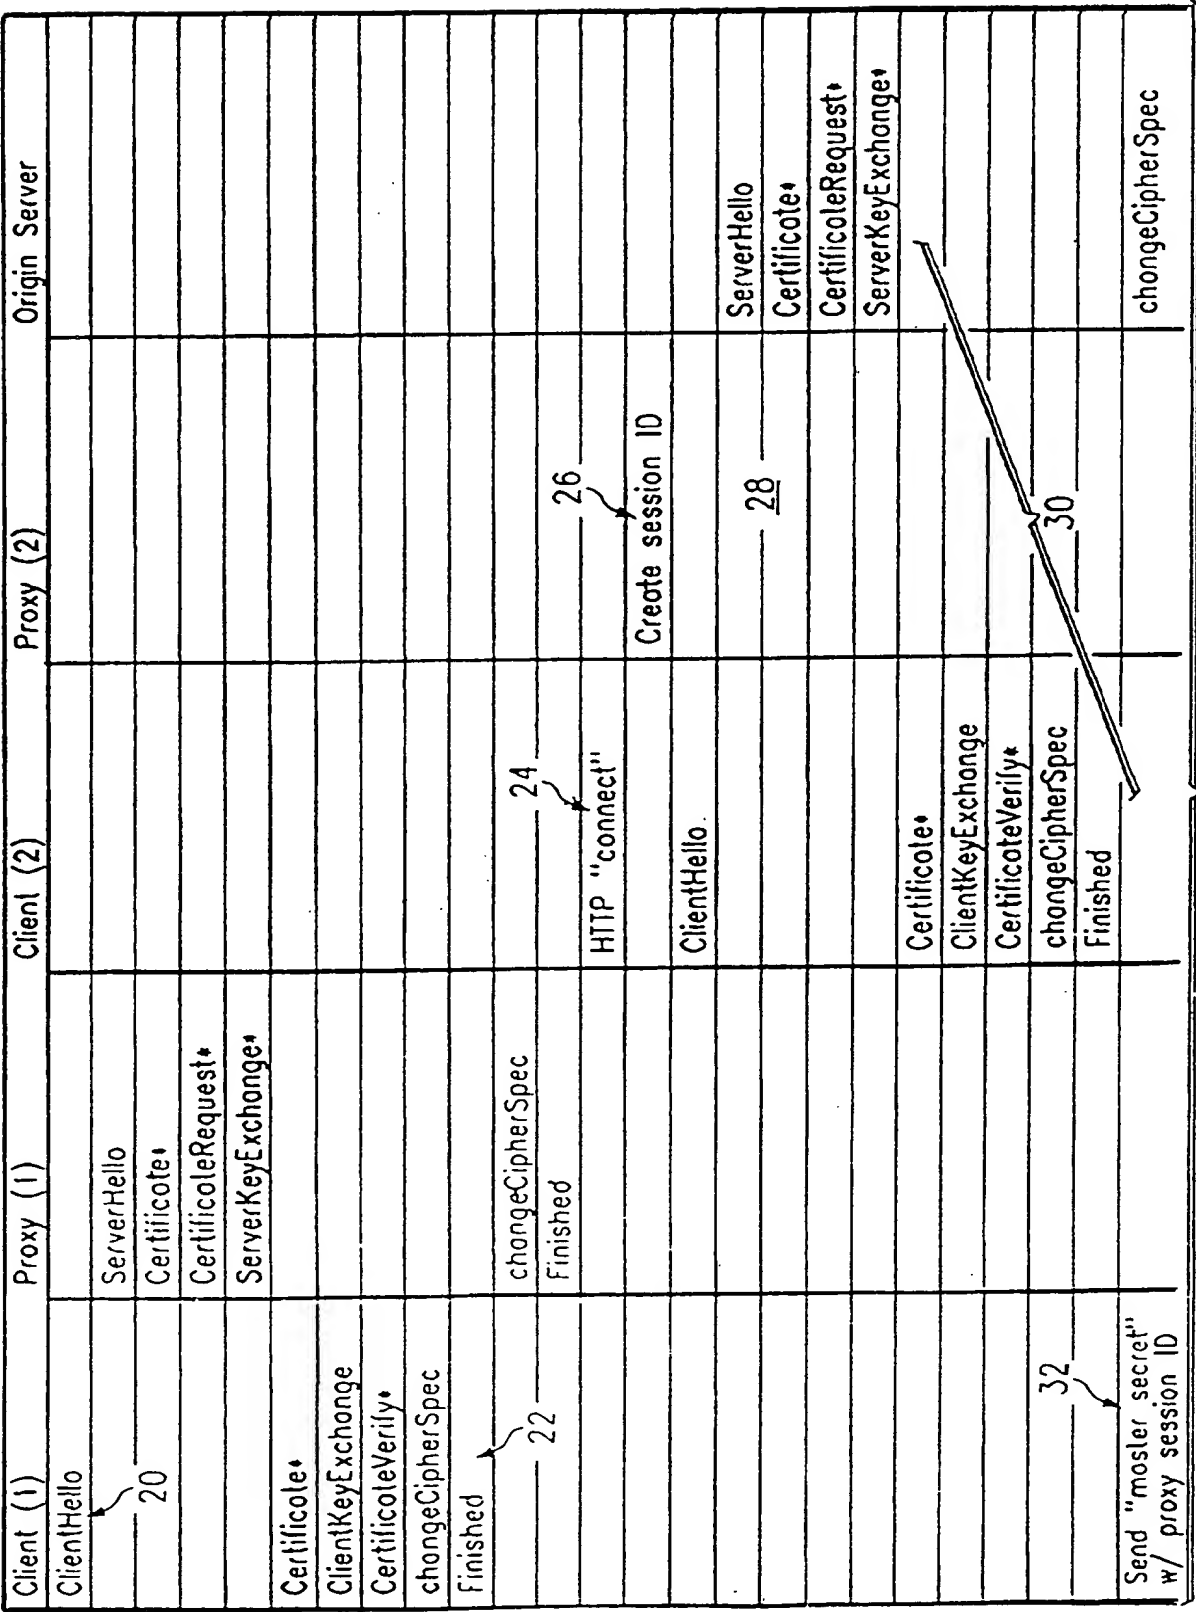 Client (1) Proxy (1) Client (2) Proxy (2) Origin Server
ClientHello
20
ServerHello
Certificate*
CertificateRequest*
ServerKeyExchange*
Certificate*
ClientKeyExchange
CertificateVerify*
changeCipherSpec
Finished
22
changeCipherSpec
Finished
24
HTTP "connect"
26
Create session ID
ClientHello
ServerHello
28
Certificate*
CertificateRequest*
ServerKeyExchange*
Certificate*
ClientKeyExchange
CertificateVerify*
changeCipherSpec
30
Finished
32
Send "master secret" changeCipherSpec
w/ proxy session ID